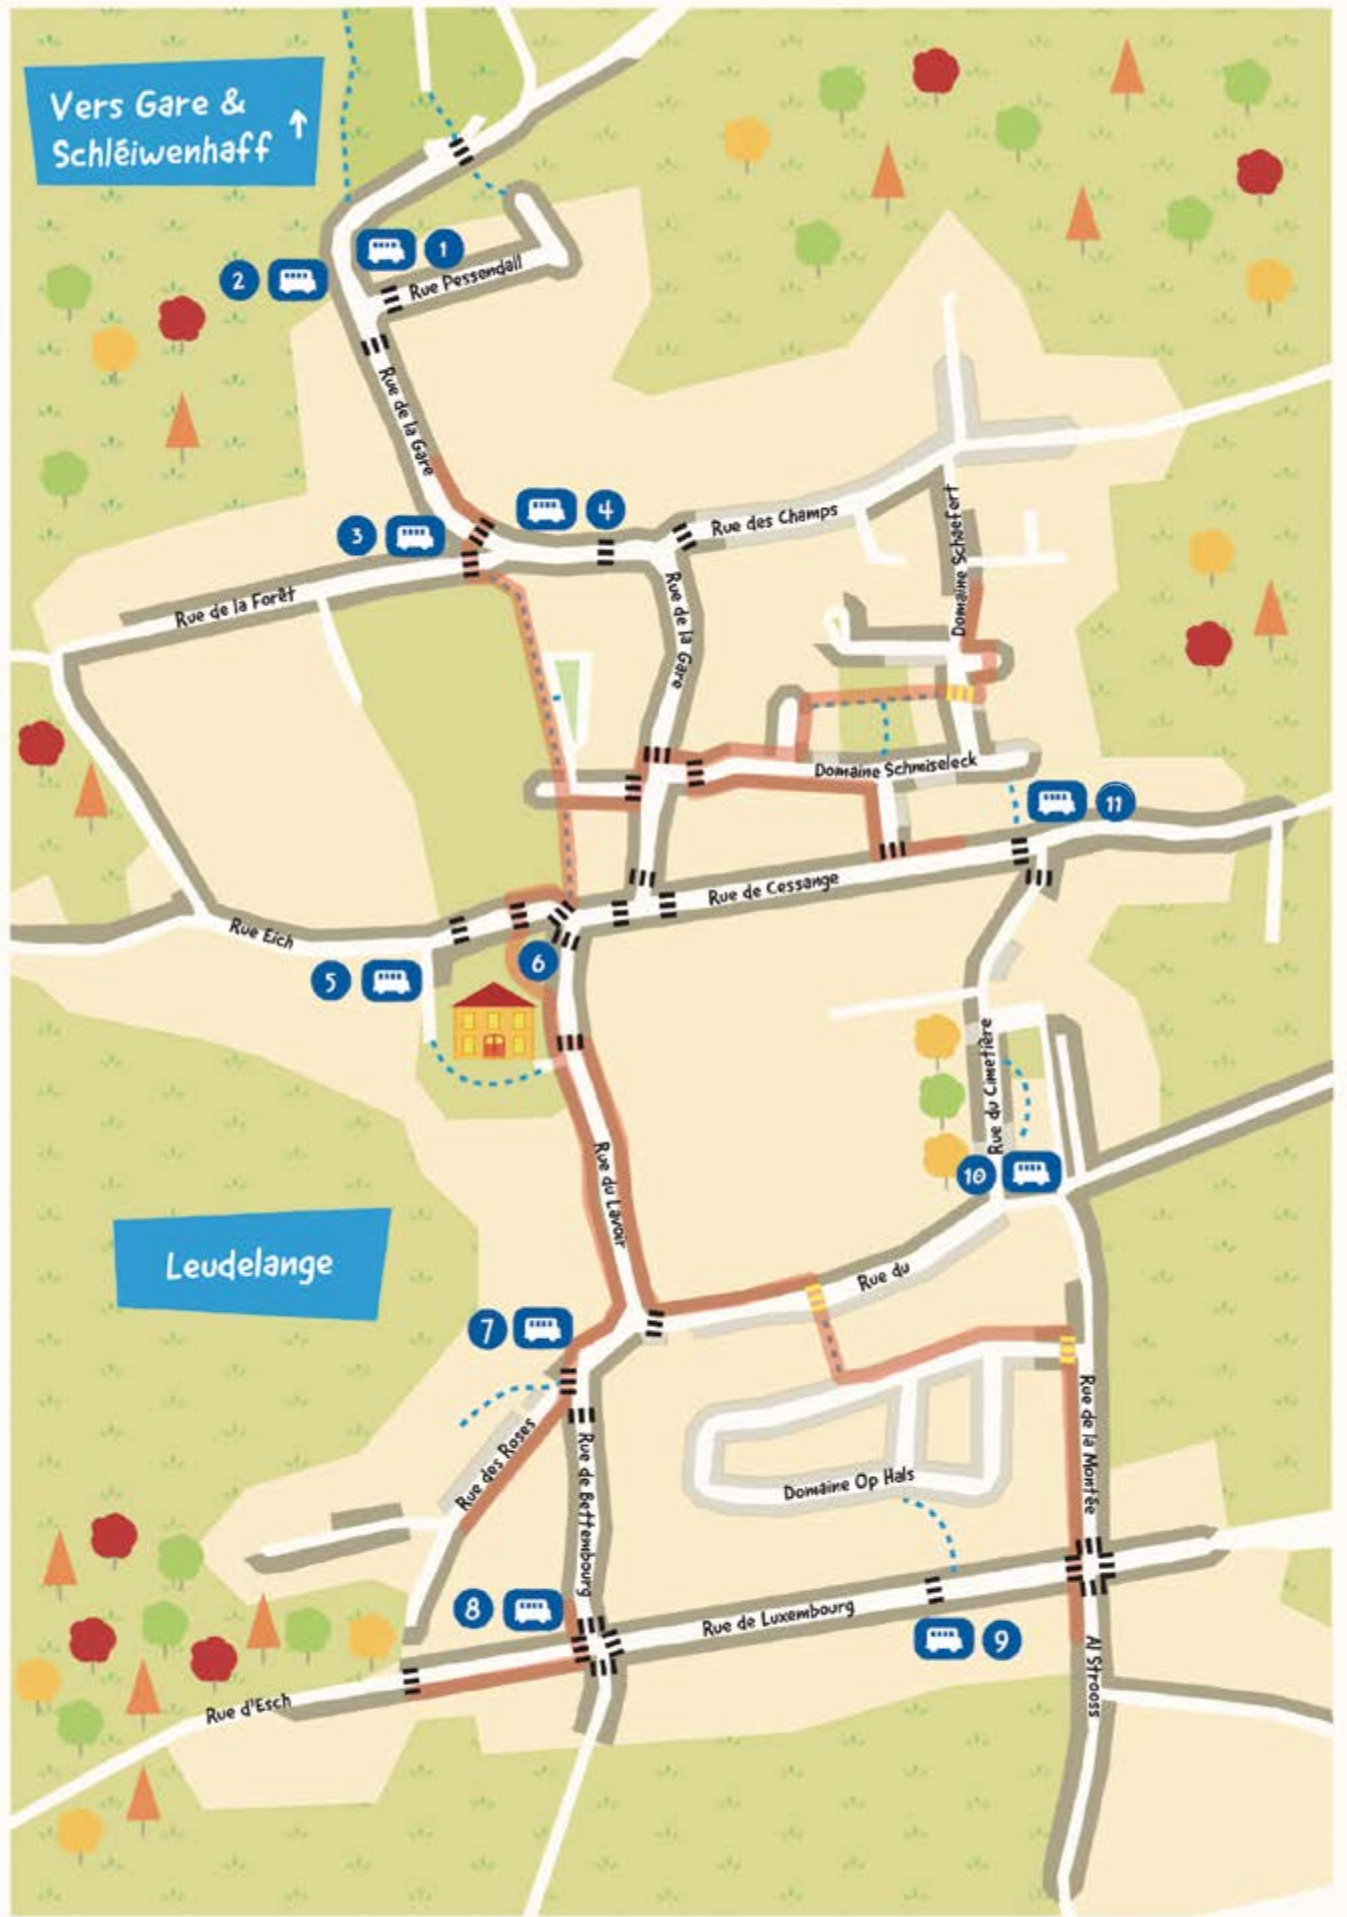 Vers Gare &
Schléiwenhaff
1
2
Rue Pessendall
Rue de la Gare
4
3
Rue des Champs
Domaine Schaefert
Rue de la Forêt
Rue de la Gare
Domaine Schmiseleck
11
Rue de Cessange
Rue Eich
6
5
Rue du Cimetière
Rue du Lavoir
10
Leudelange
Rue du
7
Rue de la Montée
Rue des Roses
Rue de Bettembourg
Domaine Op Hals
8
Rue de Luxembourg
9
Al Strooss
Rue d'Esch